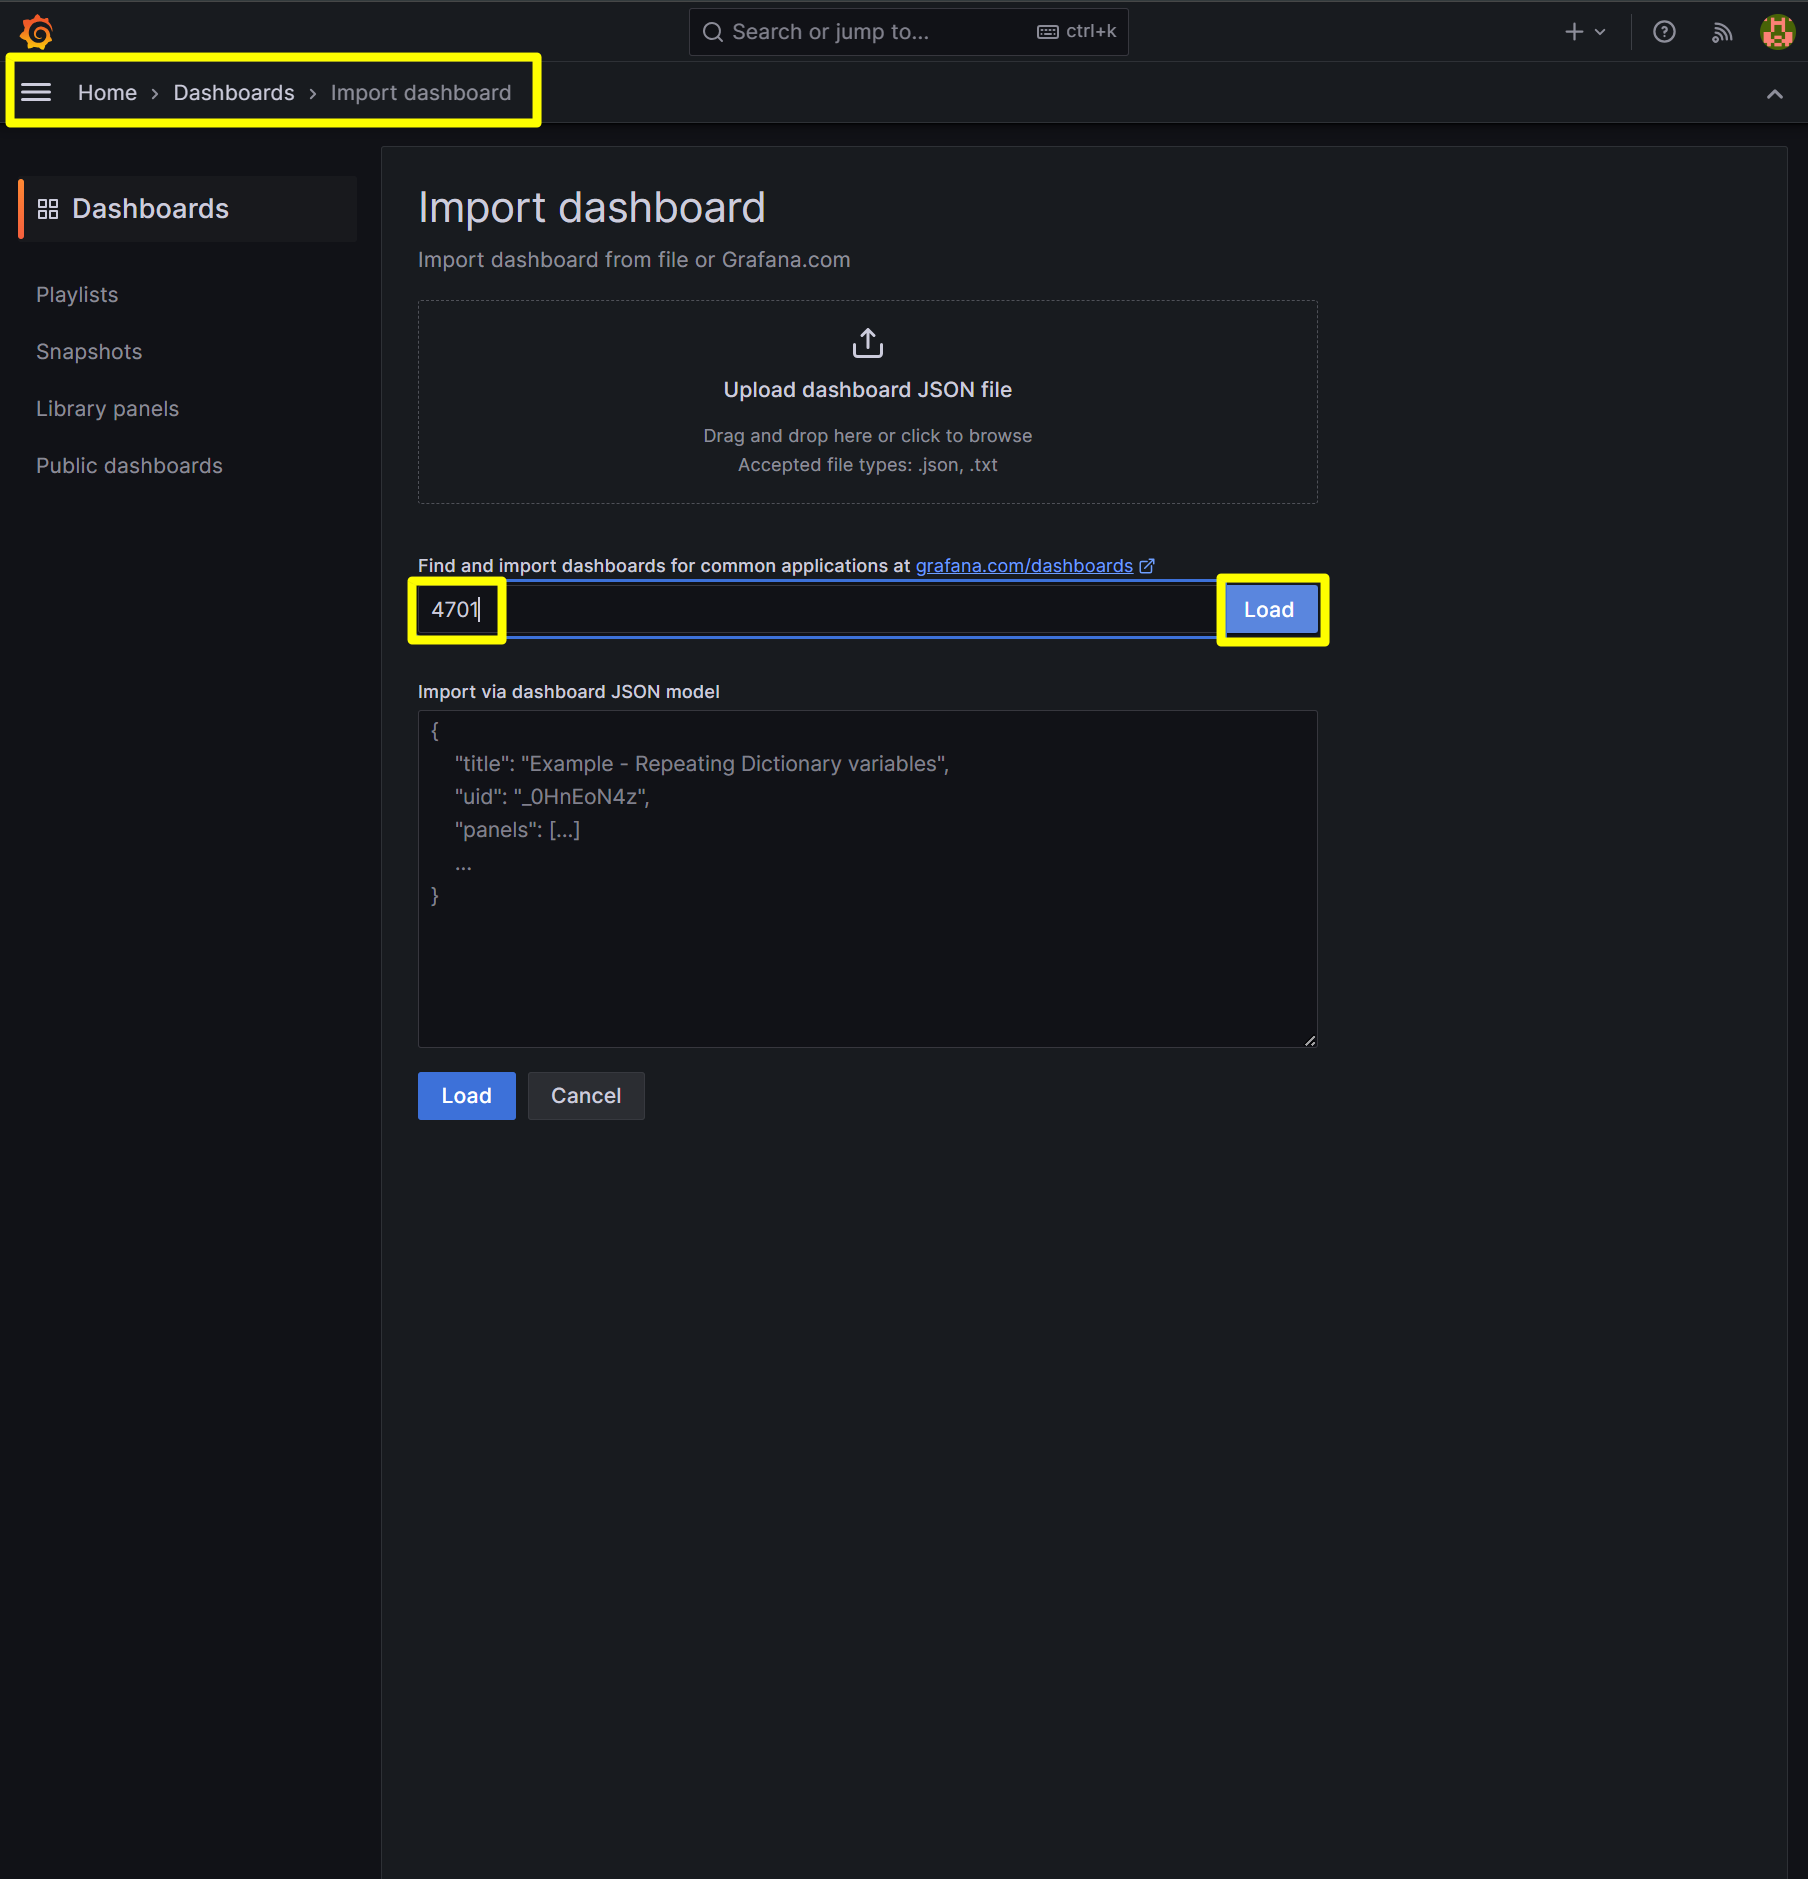 Search or jump to...
ctrl+k
Home › Dashboards › Import dashboard
Dashboards
Playlists
Snapshots
Library panels
Public dashboards
Import dashboard
Import dashboard from file or Grafana.com
Upload dashboard JSON file
Drag and drop here or click to browse
Accepted file types: .json, .txt
Find and import dashboards for common applications at grafana.com/dashboards
4701
Load
Import via dashboard JSON model
{
"title": "Example - Repeating Dictionary variables",
"uid": "_0HnEoN4z",
"panels": [...]
...
}
Load
Cancel